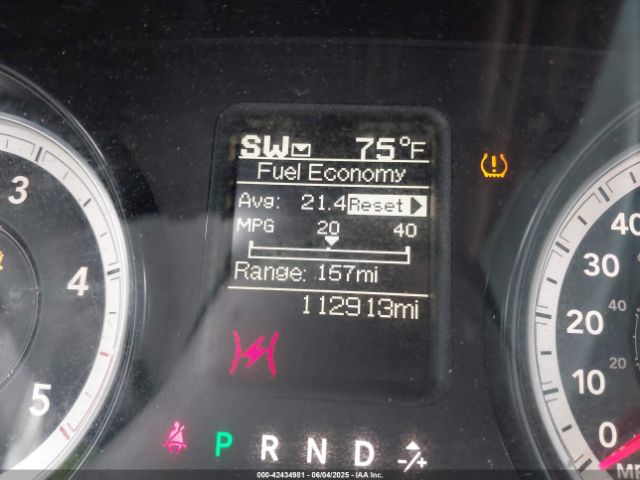 SW 75°F
Fuel Economy
Avg: 21.4 Reset
MPG 20 40
Range: 157mi
112913mi
P R N D -/+
3
4
5
40
30
20
10
0
40
20
000-42434981 - 06/04/2025 - IAA Inc.